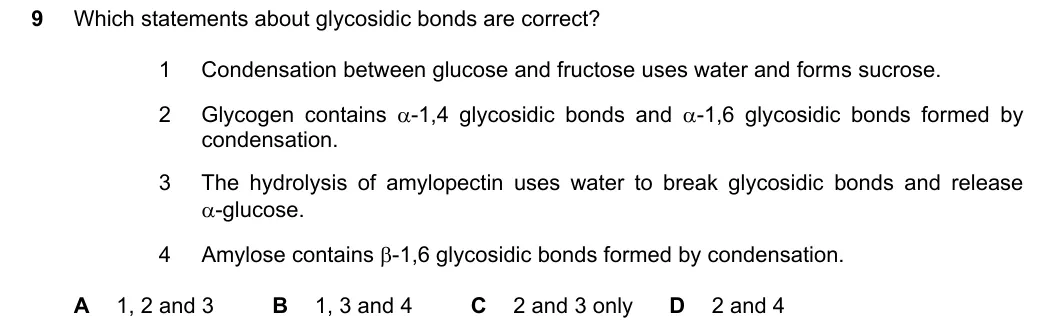 9 Which statements about glycosidic bonds are correct?
1 Condensation between glucose and fructose uses water and forms sucrose.
2 Glycogen contains α-1,4 glycosidic bonds and α-1,6 glycosidic bonds formed by
condensation.
3 The hydrolysis of amylopectin uses water to break glycosidic bonds and release
α-glucose.
4 Amylose contains β-1,6 glycosidic bonds formed by condensation.
A 1, 2 and 3 B 1, 3 and 4 C 2 and 3 only D 2 and 4